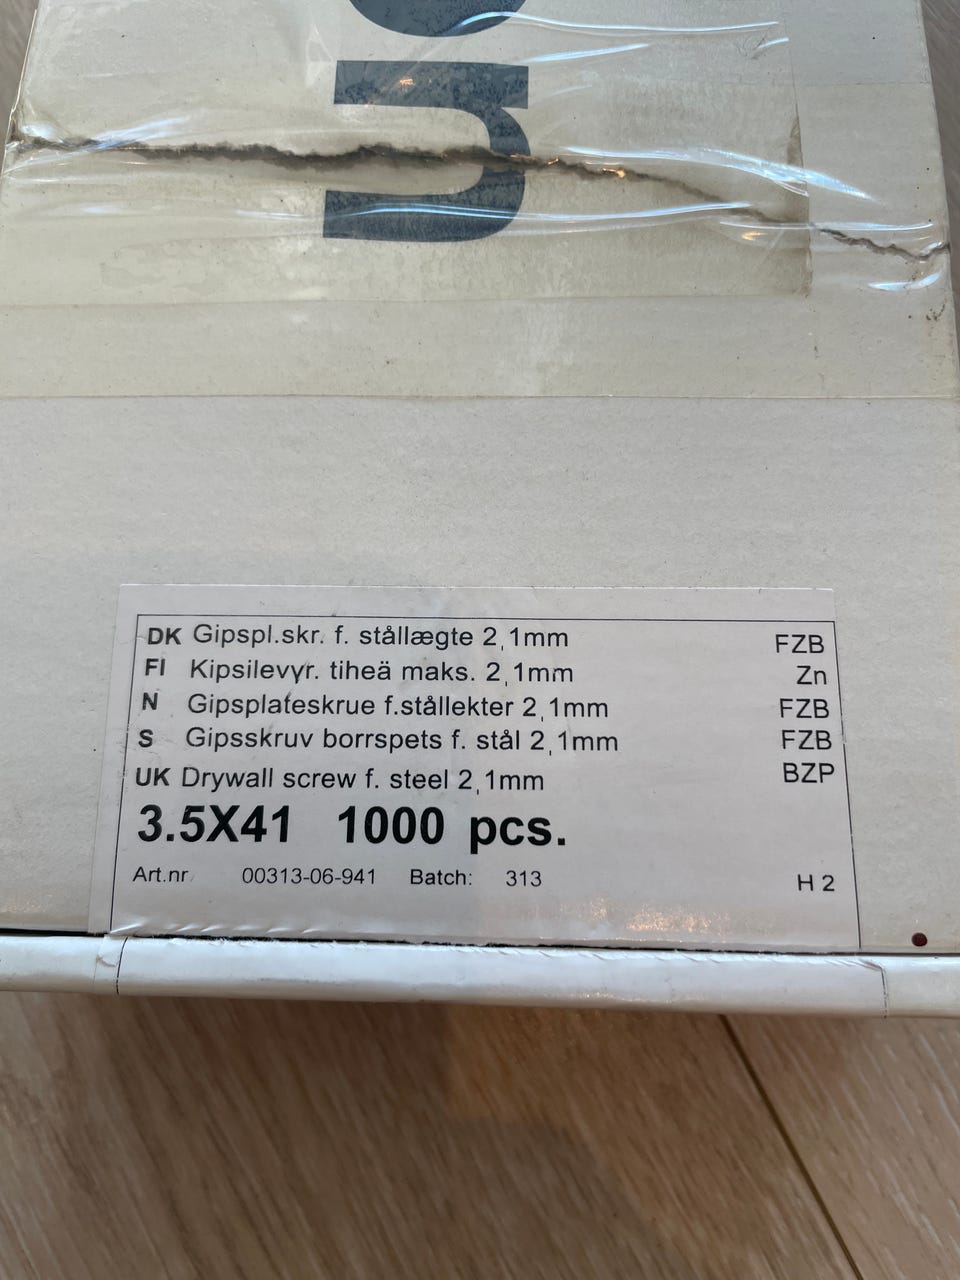 DK Gipspl.skr. f. stållægte 2,1mm FZB
FI Kipsilevyr. tiheä maks. 2,1mm Zn
N Gipsplateskrue f.stållekter 2,1mm FZB
S Gipsskruv borrspets f. stål 2,1mm FZB
UK Drywall screw f. steel 2,1mm BZP
3.5X41 1000 pcs.
Art.nr. 00313-06-941 Batch: 313 H 2